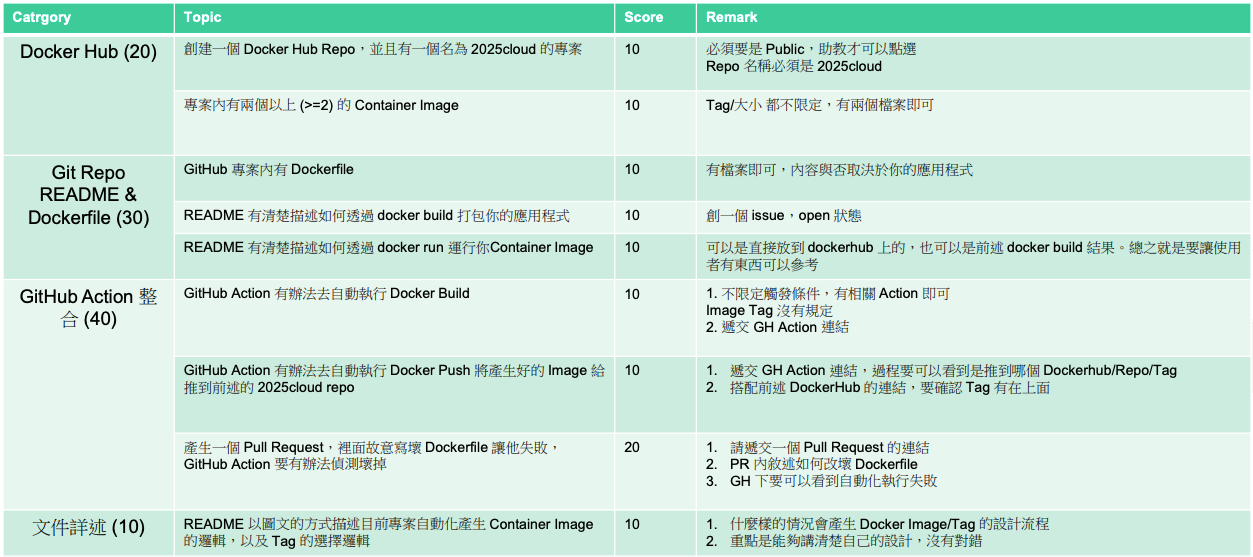 Catrgory
Topic
Score
Remark
Docker Hub (20)
創建一個 Docker Hub Repo，並且有一個名為 2025cloud 的專案
10
必須要是 Public，助教才可以點選
Repo 名稱必須是 2025cloud
專案內有兩個以上 (>=2) 的 Container Image
10
Tag/大小 都不限定，有兩個檔案即可
Git Repo
README &
Dockerfile (30)
GitHub 專案內有 Dockerfile
10
有檔案即可，內容與否取決於你的應用程式
README 有清楚描述如何透過 docker build 打包你的應用程式
10
創一個 issue，open 狀態
README 有清楚描述如何透過 docker run 運行你Container Image
10
可以是直接放到 dockerhub 上的，也可以是前述 docker build 結果。總之就是要讓使用
者有東西可以參考
GitHub Action 整
合 (40)
GitHub Action 有辦法去自動執行 Docker Build
10
1. 不限定觸發條件，有相關 Action 即可
Image Tag 沒有規定
2. 遞交 GH Action 連結
GitHub Action 有辦法去自動執行 Docker Push 將產生好的 Image 給
推到前述的 2025cloud repo
10
1. 遞交 GH Action 連結，過程要可以看到是推到哪個 Dockerhub/Repo/Tag
2. 搭配前述 DockerHub 的連結，要確認 Tag 有在上面
產生一個 Pull Request，裡面故意寫壞 Dockerfile 讓他失敗，
GitHub Action 要有辦法偵測壞掉
20
1. 請遞交一個 Pull Request 的連結
2. PR 內敘述如何改壞 Dockerfile
3. GH 下要可以看到自動化執行失敗
文件詳述 (10)
README 以圖文的方式描述目前專案自動化產生 Container Image
的邏輯，以及 Tag 的選擇邏輯
10
1. 什麼樣的情況會產生 Docker Image/Tag 的設計流程
2. 重點是能夠講清楚自己的設計，沒有對錯